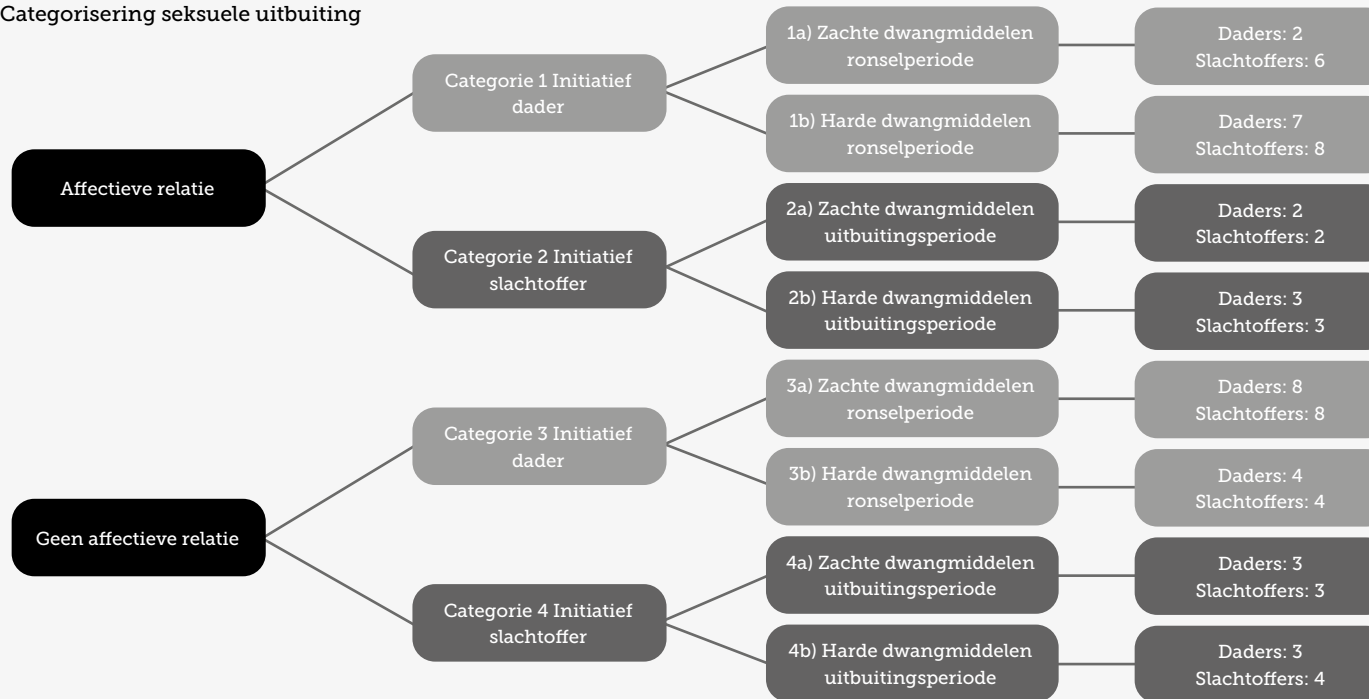 Categorisering seksuele uitbuiting
Affectieve relatie
Categorie 1 Initiatief
dader
1a) Zachte dwangmiddelen
ronselperiode
Daders: 2
Slachtoffers: 6
1b) Harde dwangmiddelen
ronselperiode
Daders: 7
Slachtoffers: 8
Categorie 2 Initiatief
slachtoffer
2a) Zachte dwangmiddelen
uitbuitingsperiode
Daders: 2
Slachtoffers: 2
2b) Harde dwangmiddelen
uitbuitingsperiode
Daders: 3
Slachtoffers: 3
Geen affectieve relatie
Categorie 3 Initiatief
dader
3a) Zachte dwangmiddelen
ronselperiode
Daders: 8
Slachtoffers: 8
3b) Harde dwangmiddelen
ronselperiode
Daders: 4
Slachtoffers: 4
Categorie 4 Initiatief
slachtoffer
4a) Zachte dwangmiddelen
uitbuitingsperiode
Daders: 3
Slachtoffers: 3
4b) Harde dwangmiddelen
uitbuitingsperiode
Daders: 3
Slachtoffers: 4